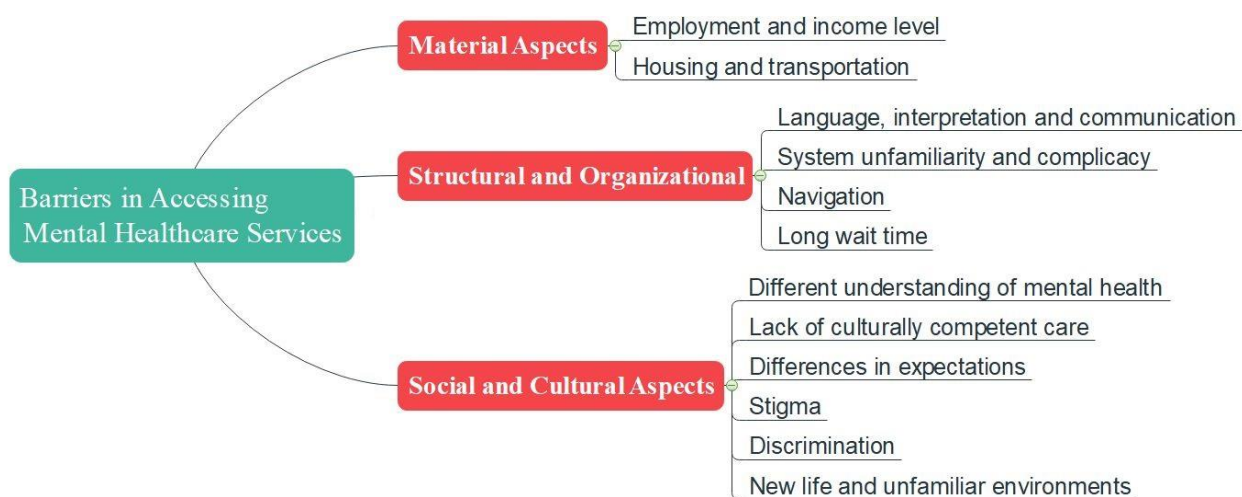 Barriers in Accessing
Mental Healthcare Services
Material Aspects
Employment and income level
Housing and transportation
Structural and Organizational
Language, interpretation and communication
System unfamiliarity and complicacy
Navigation
Long wait time
Social and Cultural Aspects
Different understanding of mental health
Lack of culturally competent care
Differences in expectations
Stigma
Discrimination
New life and unfamiliar environments